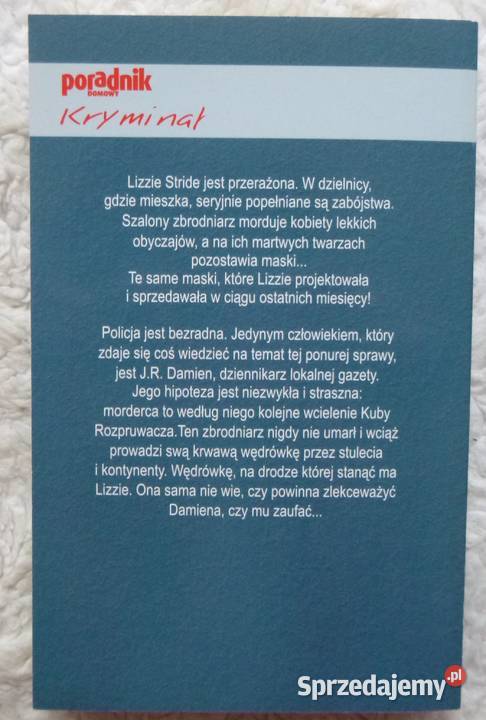 poradnik
DOMOWY
Kryminał
Lizzie Stride jest przerażona. W dzielnicy,
gdzie mieszka, seryjnie popełniane są zabójstwa.
Szalony zbrodniarz morduje kobiety lekkich
obyczajów, a na ich martwych twarzach
pozostawia maski...
Te same maski, które Lizzie projektowała
i sprzedawała w ciągu ostatnich miesięcy!
Policja jest bezradna. Jedynym człowiekiem, który
zdaje się coś wiedzieć na temat tej ponurej sprawy,
jest J.R. Damien, dziennikarz lokalnej gazety.
Jego hipoteza jest niezwykła i straszna:
morderca to według niego kolejne wcielenie Kuby
Rozpruwacza.Ten zbrodniarz nigdy nie umarł i wciąż
prowadzi swą krwawą wędrówkę przez stulecia
i kontynenty. Wędrówkę, na drodze której stanąć ma
Lizzie. Ona sama nie wie, czy powinna zlekceważyć
Damiena, czy mu zaufać...
Sprzedajemy.pl